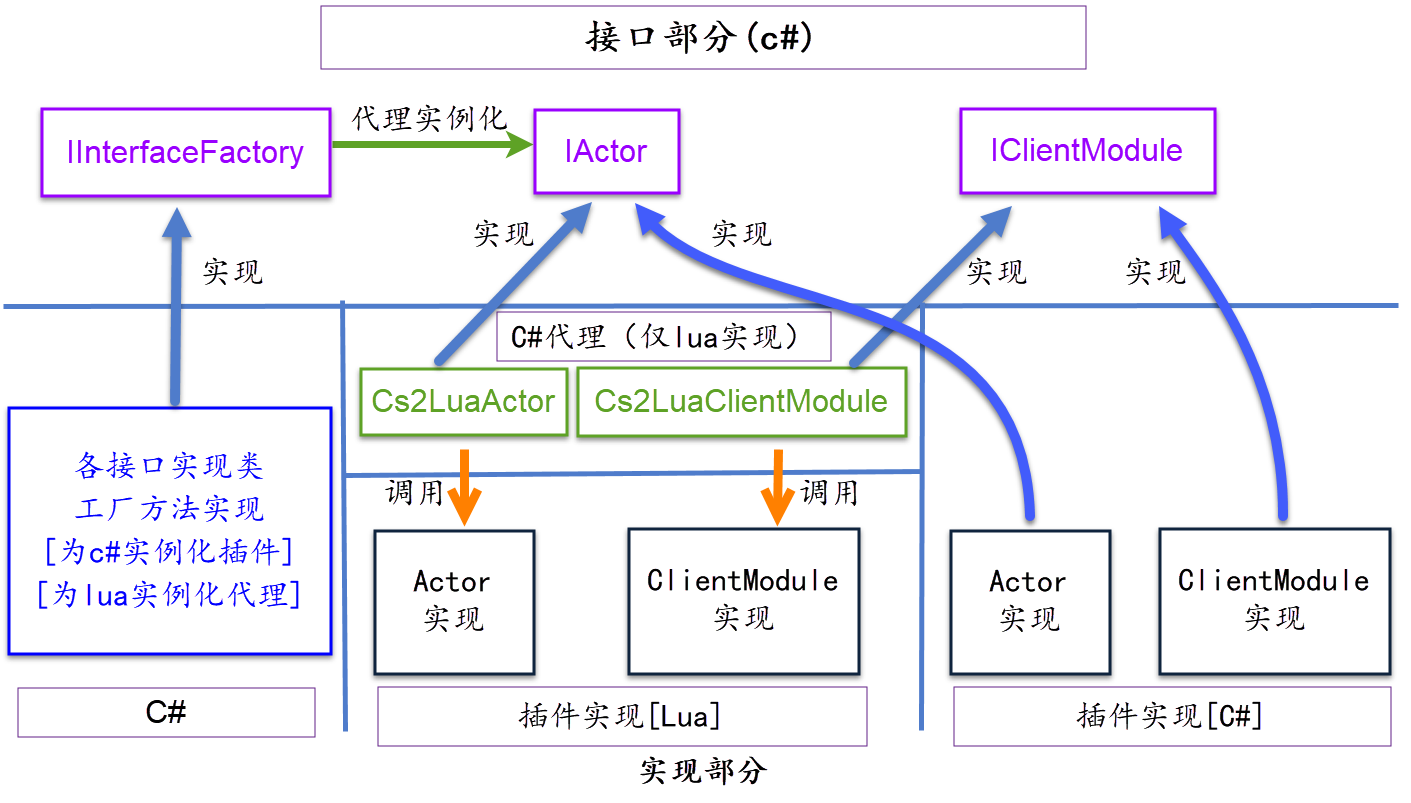 接口部分(c#)
代理实例化
IInterfaceFactory
IActor
IClientModule
实现
实现
实现
实现
实现
C#代理（仅lua实现）
Cs2LuaActor
Cs2LuaClientModule
各接口实现类
工厂方法实现
[为c#实例化插件]
[为lua实例化代理]
调用
调用
Actor
实现
ClientModule
实现
Actor
实现
ClientModule
实现
C#
插件实现[Lua]
插件实现[C#]
实现部分